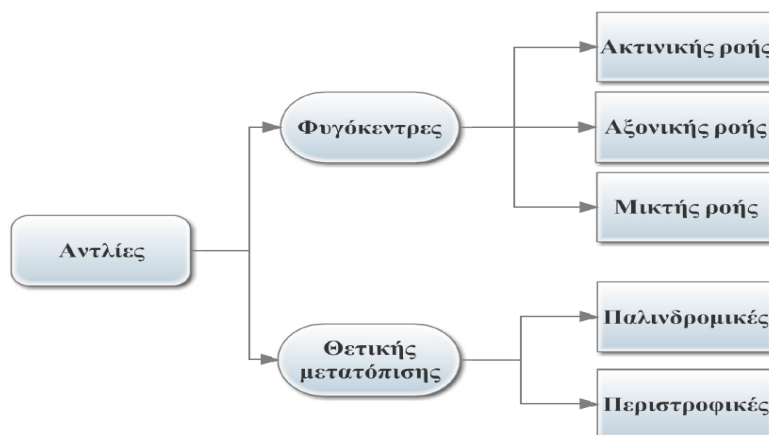 Αντλίες
Φυγόκεντρες
Ακτινικής ροής
Αξονικής ροής
Μικτής ροής
Θετικής
μετατόπισης
Παλινδρομικές
Περιστροφικές